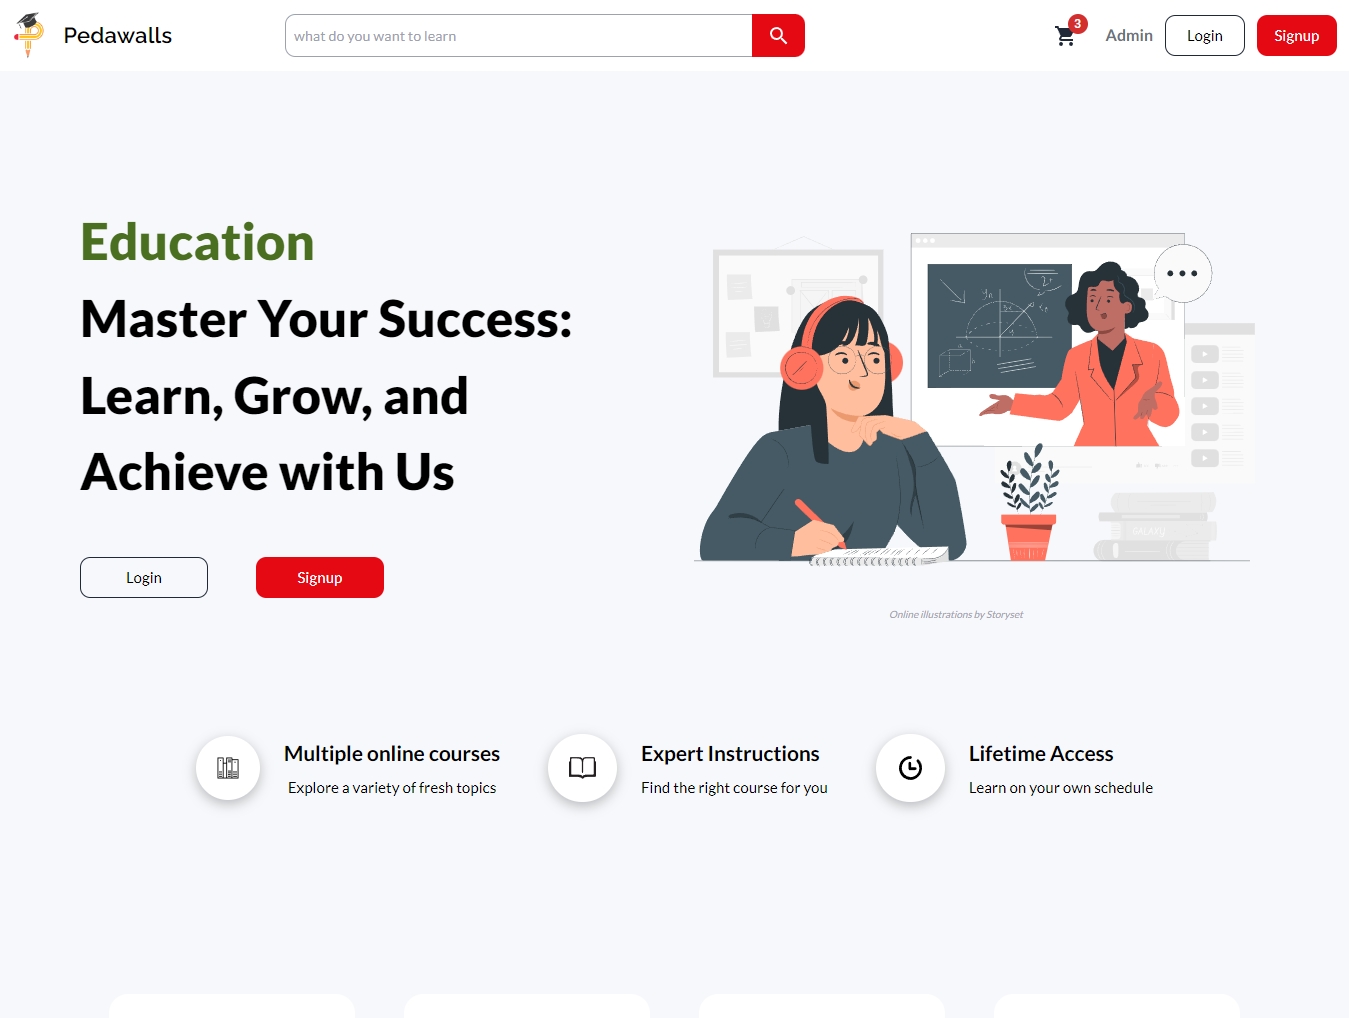 Pedawalls
what do you want to learn
3
Admin
Login
Signup
Education
Master Your Success:
Learn, Grow, and
Achieve with Us
Login
Signup
GALAXY
Online illustrations by Storyset
Multiple online courses
Explore a variety of fresh topics
Expert Instructions
Find the right course for you
Lifetime Access
Learn on your own schedule